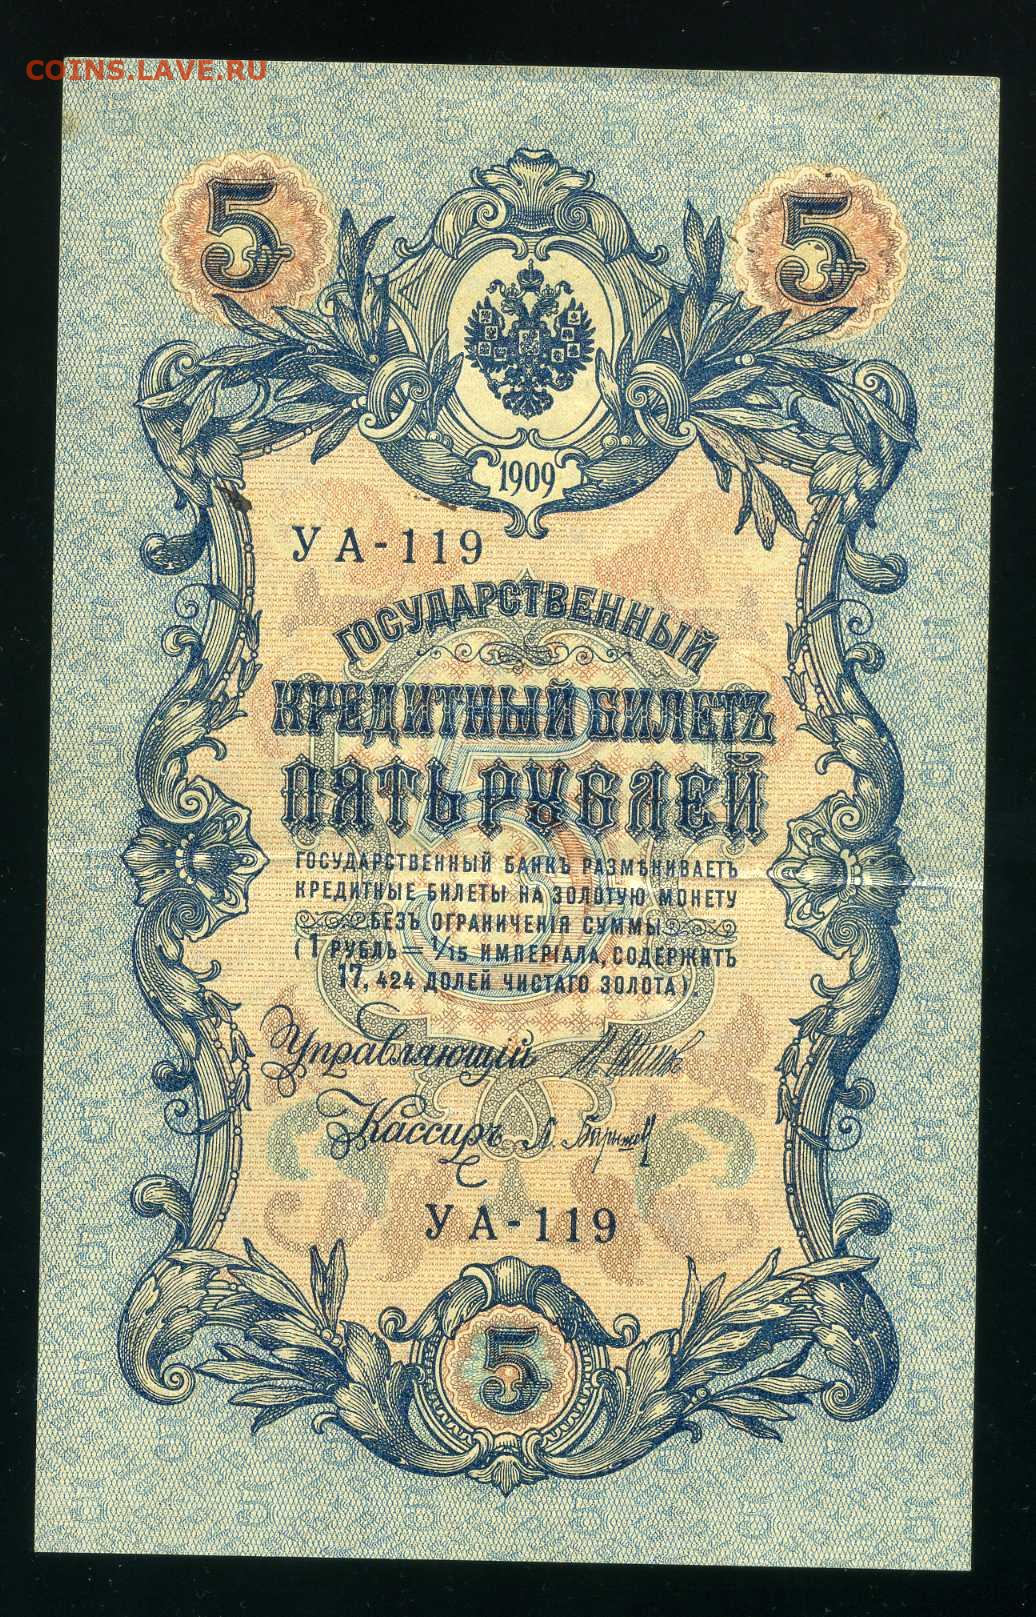 COINS.LAVE.RU
5
5
1909
УА-119
ГОСУДАРСТВЕННЫЙ
КРЕДИТНЫЙ БИЛЕТЪ
ПЯТЬ РУБЛЕЙ
ГОСУДАРСТВЕННЫЙ БАНКЪ РАЗМѢНИВАЕТЪ
КРЕДИТНЫЕ БИЛЕТЫ НА ЗОЛОТУЮ МОНЕТУ
БЕЗЪ ОГРАНИЧЕНІЯ СУММЫ
(1 РУБЛЬ — 1/15 ИМПЕРІАЛА, СОДЕРЖИТЪ
17,424 ДОЛЕЙ ЧИСТАГО ЗОЛОТА).
Управляющій
Кассиръ
УА-119
5